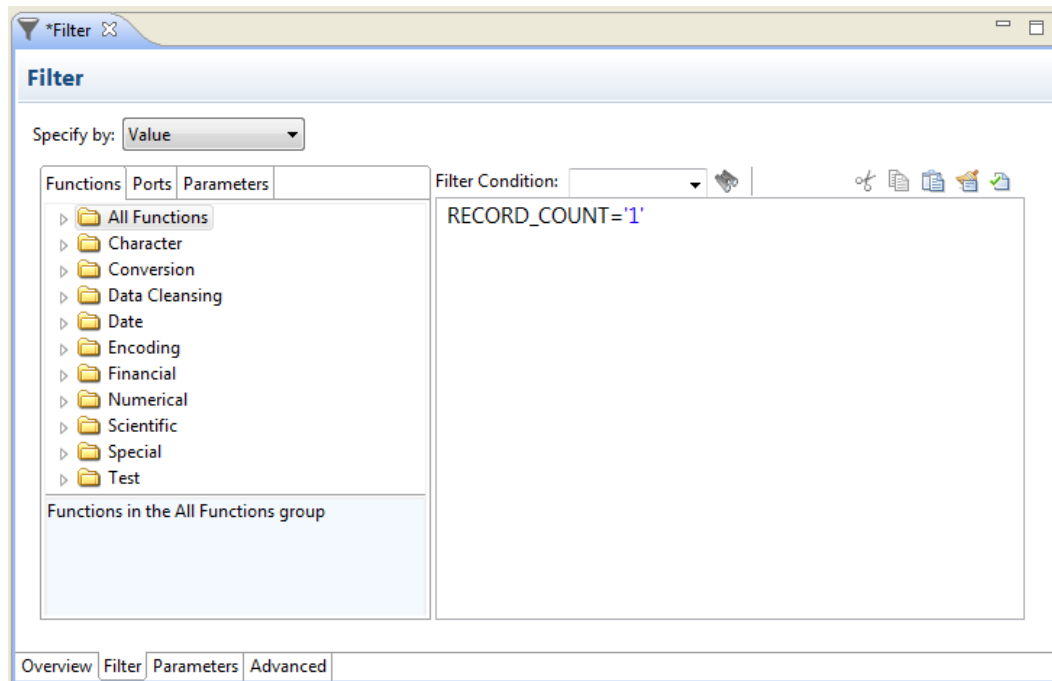 *Filter
Filter
Specify by: Value
Functions Ports Parameters
All Functions
Character
Conversion
Data Cleansing
Date
Encoding
Financial
Numerical
Scientific
Special
Test
Functions in the All Functions group
Filter Condition:
RECORD_COUNT='1'
Overview Filter Parameters Advanced